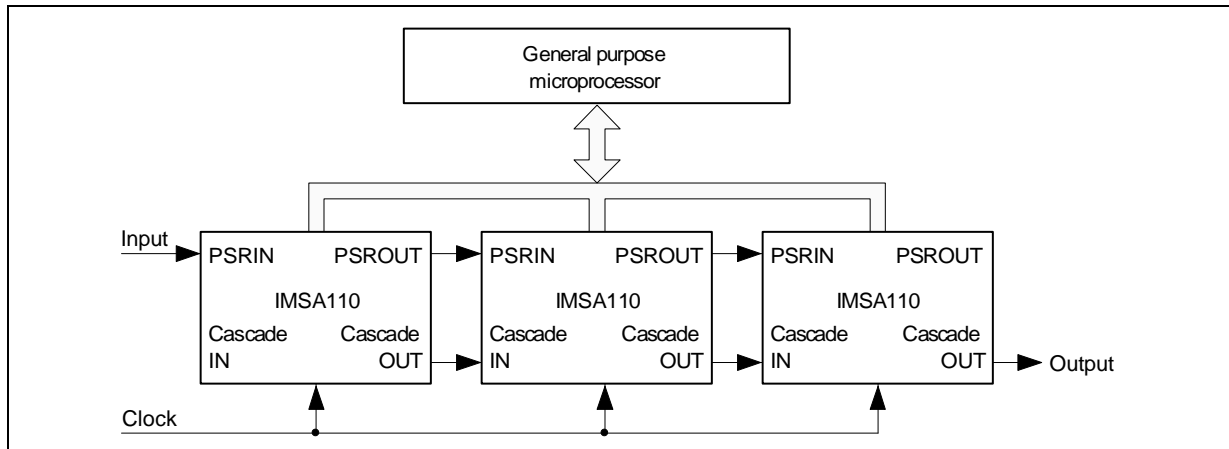 General purpose
microprocessor
Input
PSRIN PSROUT PSRIN PSROUT PSRIN PSROUT
IMSA110 IMSA110 IMSA110
Cascade Cascade Cascade Cascade Cascade Cascade
IN OUT IN OUT IN OUT Output
Clock